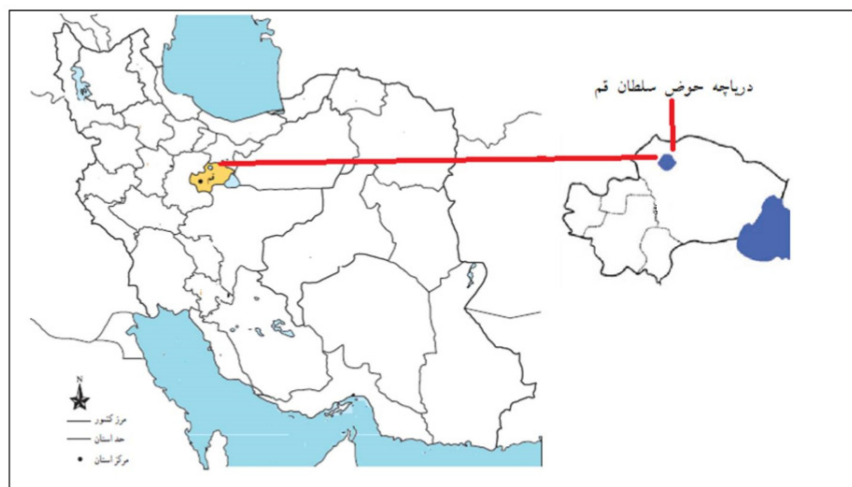 دریاچه حوض سلطان قم
N
مرز کشور
حد استان
مرکز استان